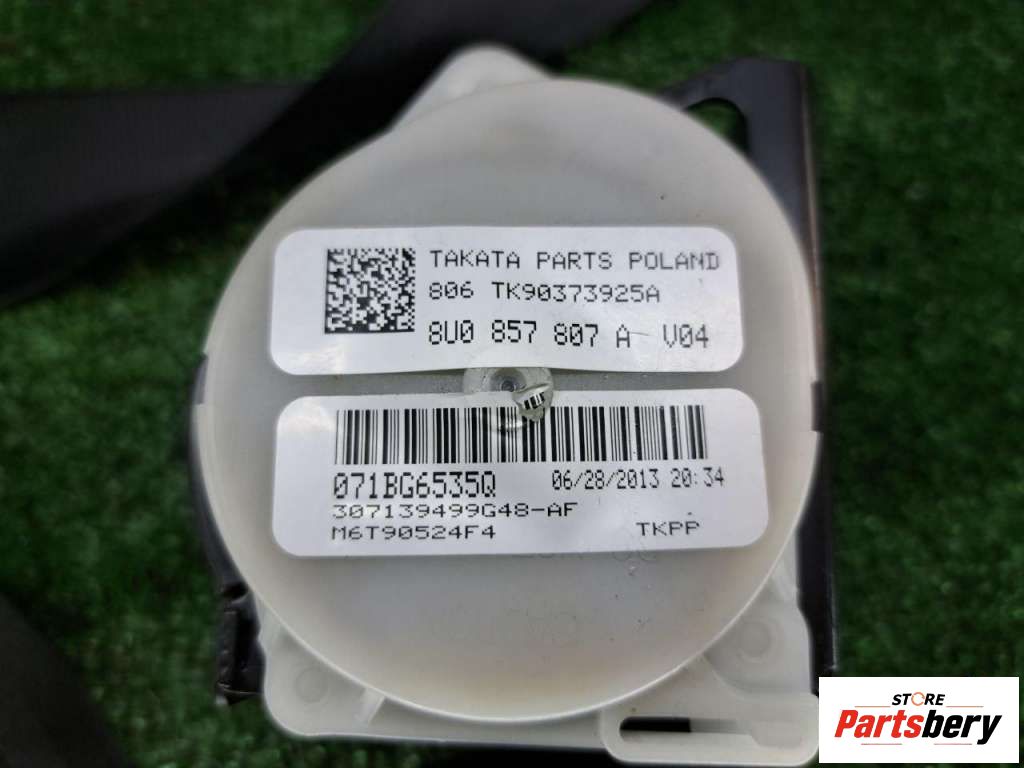 TAKATA PARTS POLAND
806 TK90373925A
8U0 857 807 A V04
071BG6535Q 06/28/2013 20:34
307139499G48-AF
M6T90524F4 TKPP
STORE
Partsbery